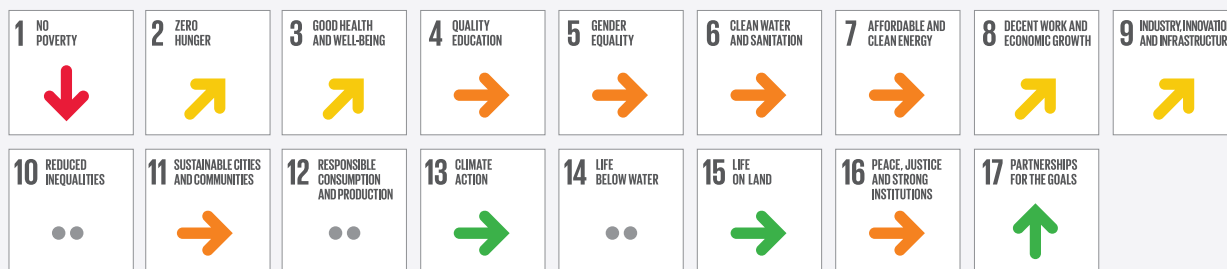 1 NO
POVERTY
2 ZERO
HUNGER
3 GOOD HEALTH
AND WELL-BEING
4 QUALITY
EDUCATION
5 GENDER
EQUALITY
6 CLEAN WATER
AND SANITATION
7 AFFORDABLE AND
CLEAN ENERGY
8 DECENT WORK AND
ECONOMIC GROWTH
9 INDUSTRY, INNOVATIO
AND INFRASTRUCTUR
10 REDUCED
INEQUALITIES
11 SUSTAINABLE CITIES
AND COMMUNITIES
12 RESPONSIBLE
CONSUMPTION
AND PRODUCTION
13 CLIMATE
ACTION
14 LIFE
BELOW WATER
15 LIFE
ON LAND
16 PEACE, JUSTICE
AND STRONG
INSTITUTIONS
17 PARTNERSHIPS
FOR THE GOALS